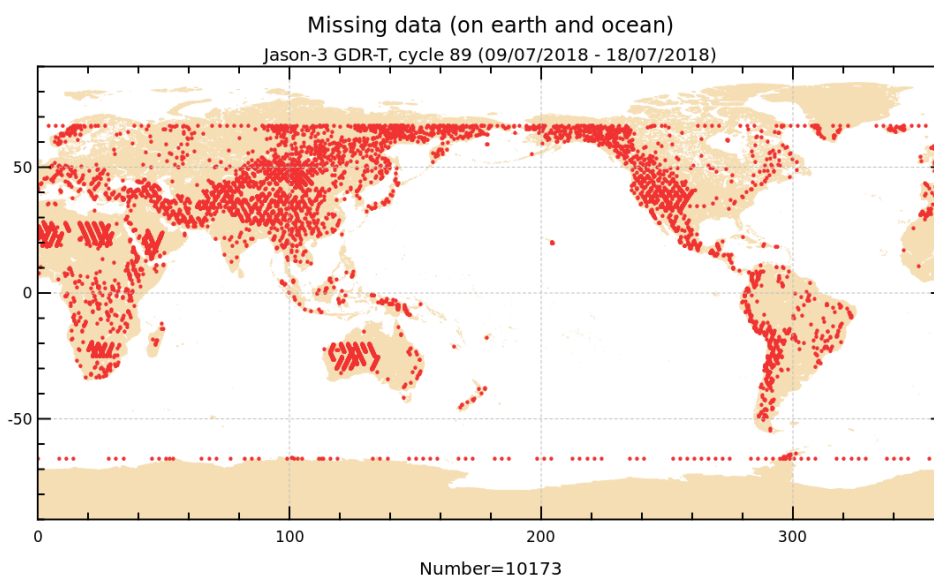 Missing data (on earth and ocean)
Jason-3 GDR-T, cycle 89 (09/07/2018 - 18/07/2018)
50
0
-50
0 100 200 300
Number=10173